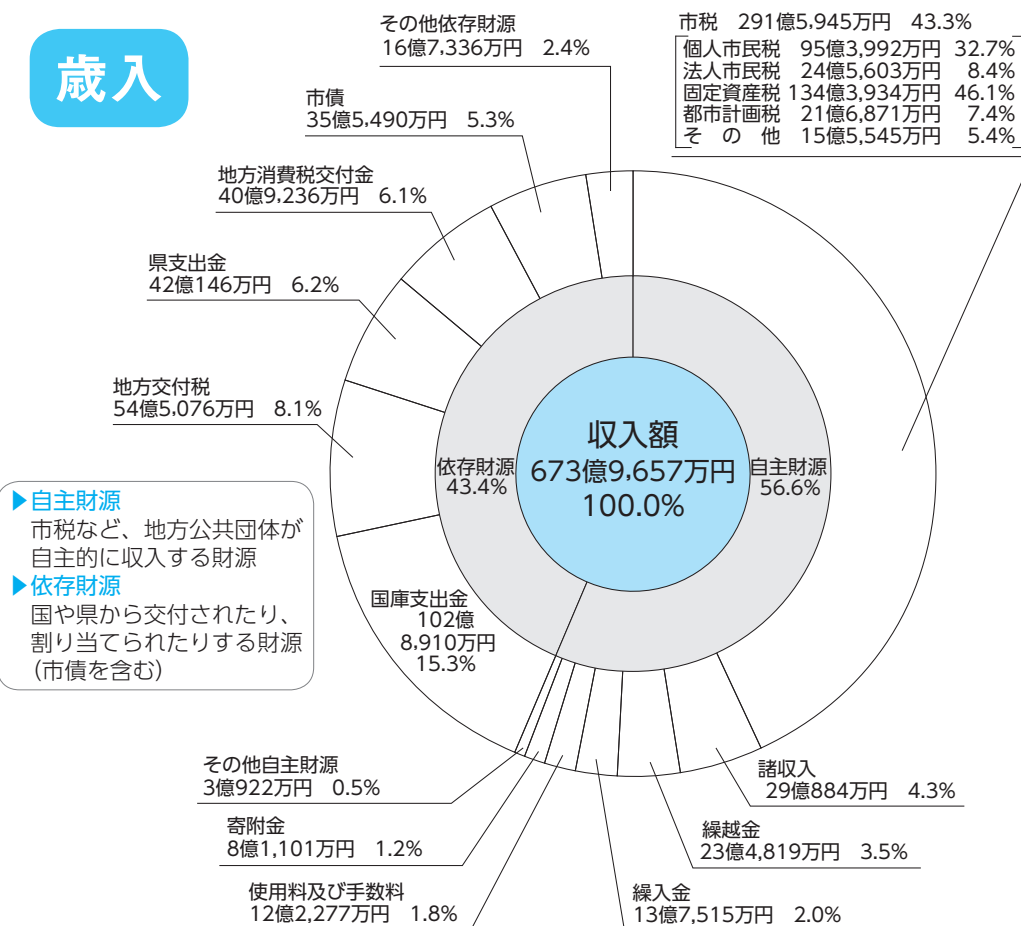 歳入
その他依存財源
16億7,336万円 2.4%
市債
35億5,490万円 5.3%
地方消費税交付金
40億9,236万円 6.1%
県支出金
42億146万円 6.2%
地方交付税
54億5,076万円 8.1%
市税 291億5,945万円 43.3%
個人市民税 95億3,992万円 32.7%
法人市民税 24億5,603万円 8.4%
固定資産税 134億3,934万円 46.1%
都市計画税 21億6,871万円 7.4%
そ の 他 15億5,545万円 5.4%
収入額
673億9,657万円
100.0%
依存財源
43.4%
自主財源
56.6%
▶自主財源
市税など、地方公共団体が
自主的に収入する財源
▶依存財源
国や県から交付されたり、
割り当てられたりする財源
(市債を含む)
国庫支出金
102億
8,910万円
15.3%
その他自主財源
3億922万円 0.5%
寄附金
8億1,101万円 1.2%
使用料及び手数料
12億2,277万円 1.8%
諸収入
29億884万円 4.3%
繰越金
23億4,819万円 3.5%
繰入金
13億7,515万円 2.0%